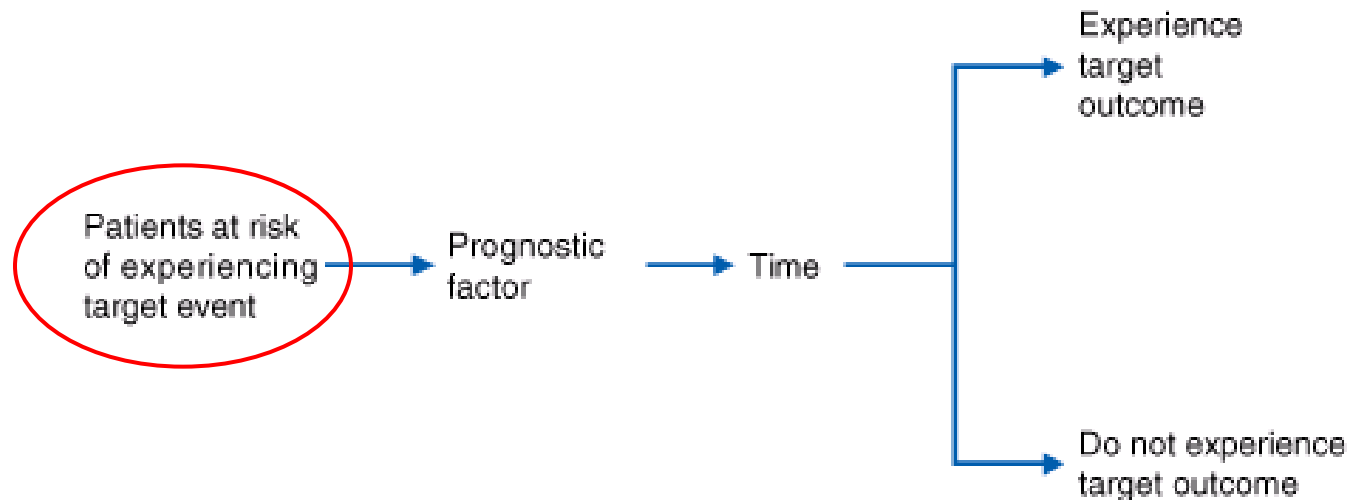 Patients at risk
of experiencing
target event
Prognostic
factor
Time
Experience
target
outcome
Do not experience
target outcome